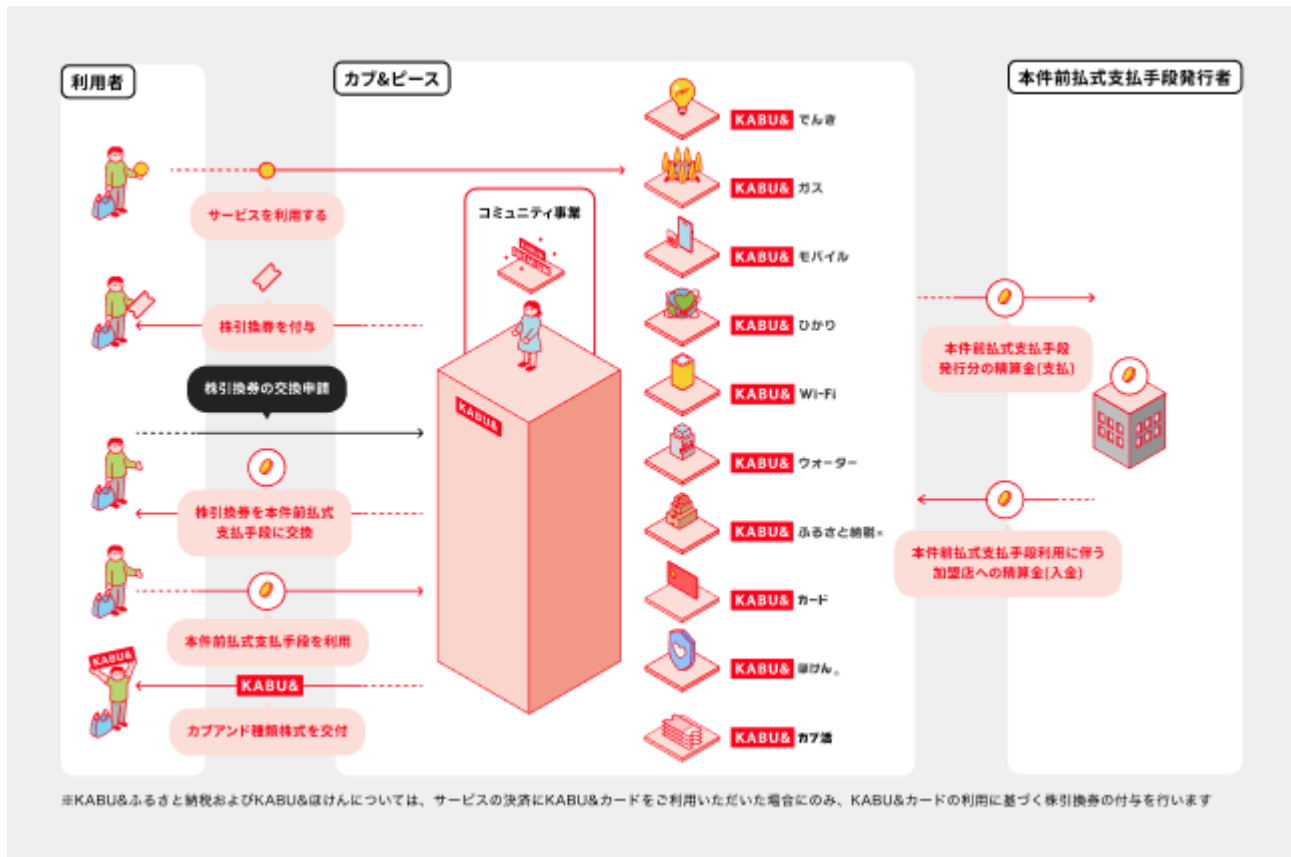 利用者
カブ&ピース
本件前払式支払手段発行者
サービスを利用する
株引換券を付与
株引換券の交換申請
株引換券を本件前払式
支払手段に交換
本件前払式支払手段を利用
KABU&
KABU&
カブアンド種類株式を交付
コミュニティ事業
KABU&
KABU& でんき
KABU& ガス
KABU& モバイル
KABU& ひかり
KABU& Wi-Fi
KABU& ウォーター
KABU& ふるさと納税※
KABU& カード
KABU& ほけん
KABU& カブ活
本件前払式支払手段
発行分の精算金(支払)
本件前払式支払手段利用に伴う
加盟店への精算金(入金)
※KABU&ふるさと納税およびKABU&ほけんについては、サービスの決済にKABU&カードをご利用いただいた場合にのみ、KABU&カードの利用に基づく株引換券の付与を行います